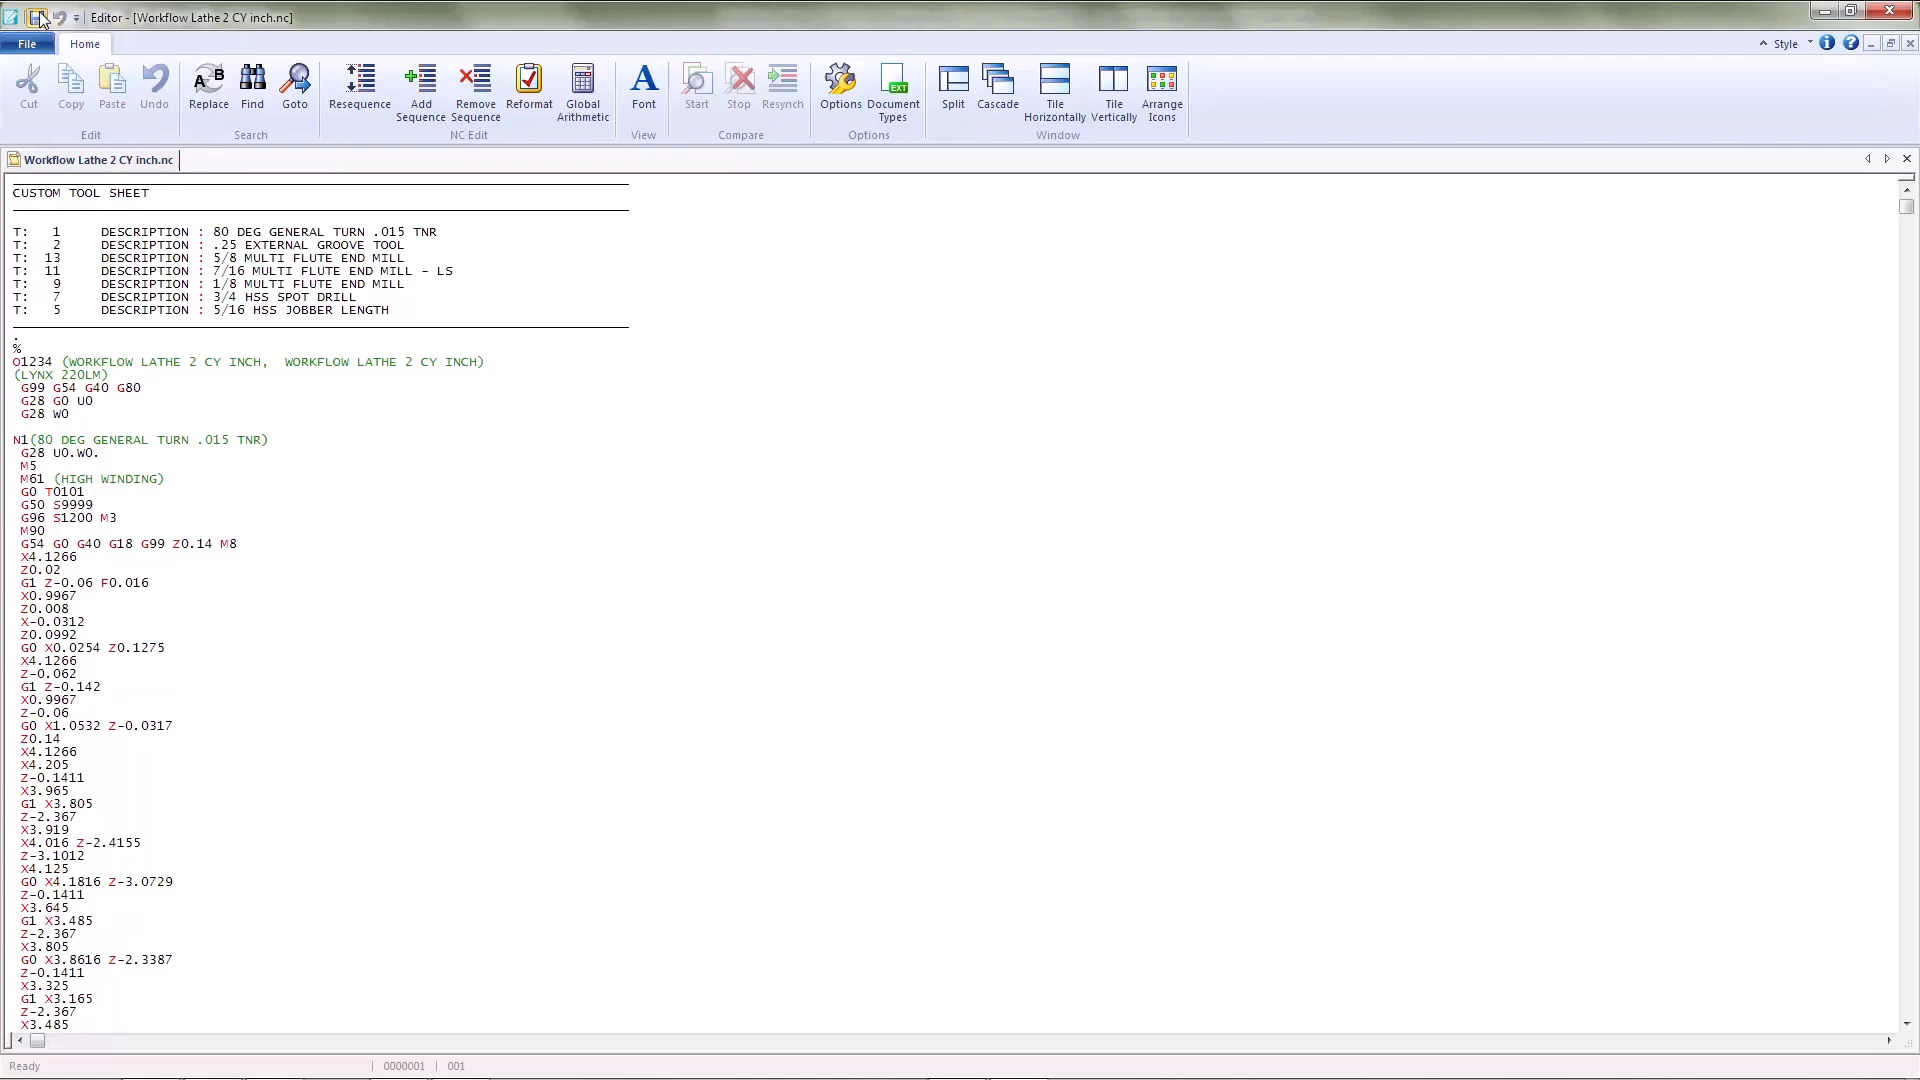 Editor - [Workflow Lathe 2 CY inch.nc]
File Home Style
Cut Copy Paste Undo Replace Find Goto Resequence Add Sequence Remove Sequence Reformat Global Arithmetic Font Start Stop Resynch Options Document Types Split Cascade Tile Horizontally Tile Vertically Arrange Icons
Edit Search NC Edit View Compare Options Window
Workflow Lathe 2 CY inch.nc
CUSTOM TOOL SHEET
T: 1 DESCRIPTION : 80 DEG GENERAL TURN .015 TNR
T: 2 DESCRIPTION : .25 EXTERNAL GROOVE TOOL
T: 13 DESCRIPTION : 5/8 MULTI FLUTE END MILL
T: 11 DESCRIPTION : 7/16 MULTI FLUTE END MILL - LS
T: 9 DESCRIPTION : 1/8 MULTI FLUTE END MILL
T: 7 DESCRIPTION : 3/4 HSS SPOT DRILL
T: 5 DESCRIPTION : 5/16 HSS JOBBER LENGTH
.
%
O1234 (WORKFLOW LATHE 2 CY INCH, WORKFLOW LATHE 2 CY INCH)
(LYNX 220LM)
G99 G54 G40 G80
G28 G0 U0
G28 W0
N1(80 DEG GENERAL TURN .015 TNR)
G28 U0.W0.
M5
M61 (HIGH WINDING)
G0 T0101
G50 S9999
G96 S1200 M3
M90
G54 G0 G40 G18 G99 Z0.14 M8
X4.1266
Z0.02
G1 Z-0.06 F0.016
X0.9967
Z0.008
X-0.0312
Z0.0992
G0 X0.0254 Z0.1275
X4.1266
Z-0.062
G1 Z-0.142
X0.9967
Z-0.06
G0 X1.0532 Z-0.0317
Z0.14
X4.1266
X4.205
Z-0.1411
X3.965
G1 X3.805
Z-2.367
X3.919
X4.016 Z-2.4155
Z-3.1012
X4.125
G0 X4.1816 Z-3.0729
Z-0.1411
X3.645
G1 X3.485
Z-2.367
X3.805
G0 X3.8616 Z-2.3387
Z-0.1411
X3.325
G1 X3.165
Z-2.367
X3.485
Ready 0000001 001